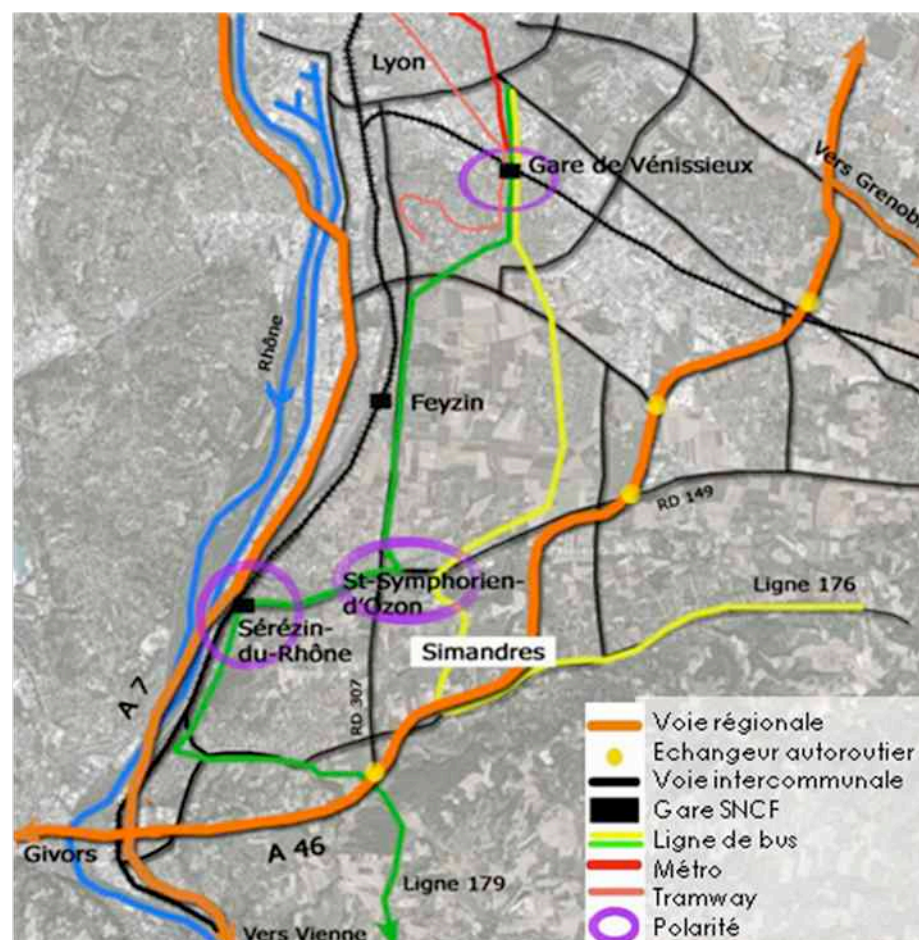 Lyon
Gare de Vénissieux
Vers Grenobl
Rhône
Feyzin
RD 149
St-Symphorien-
d'Ozon
Ligne 176
Sérézin-
du-Rhône
Simandres
A 7
RD 307
Voie régionale
Echangeur autoroutier
Voie intercommunale
Gare SNCF
Ligne de bus
Métro
Tramway
Polarité
Givors
A 46
Ligne 179
Vers Vienne